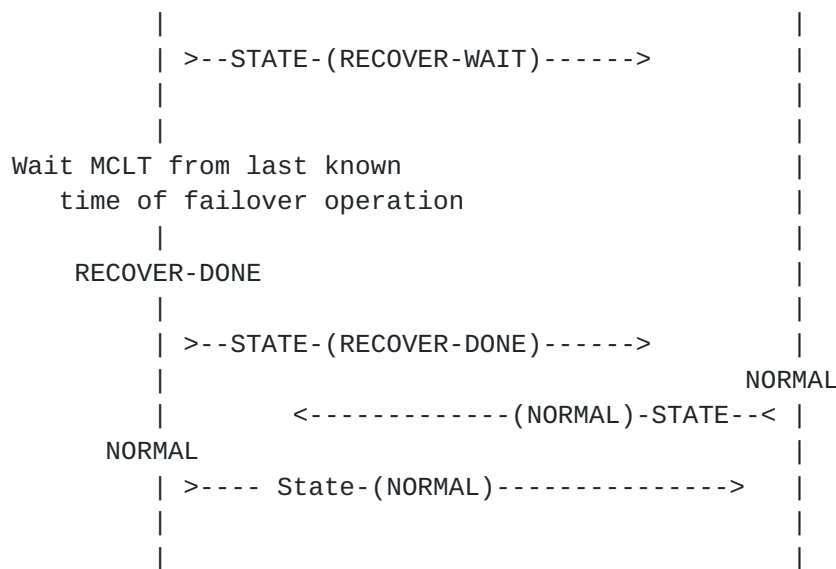 |                                        |
| >--STATE-(RECOVER-WAIT)------>         |
|                                        |
|                                        |
Wait MCLT from last known                         |
time of failover operation                     |
|                                        |
RECOVER-DONE                                  |
|                                        |
| >--STATE-(RECOVER-DONE)------>         |
|                                     NORMAL
|        <-------------(NORMAL)-STATE--< |
NORMAL                                      |
| >---- State-(NORMAL)--------------->   |
|                                        |
|                                        |